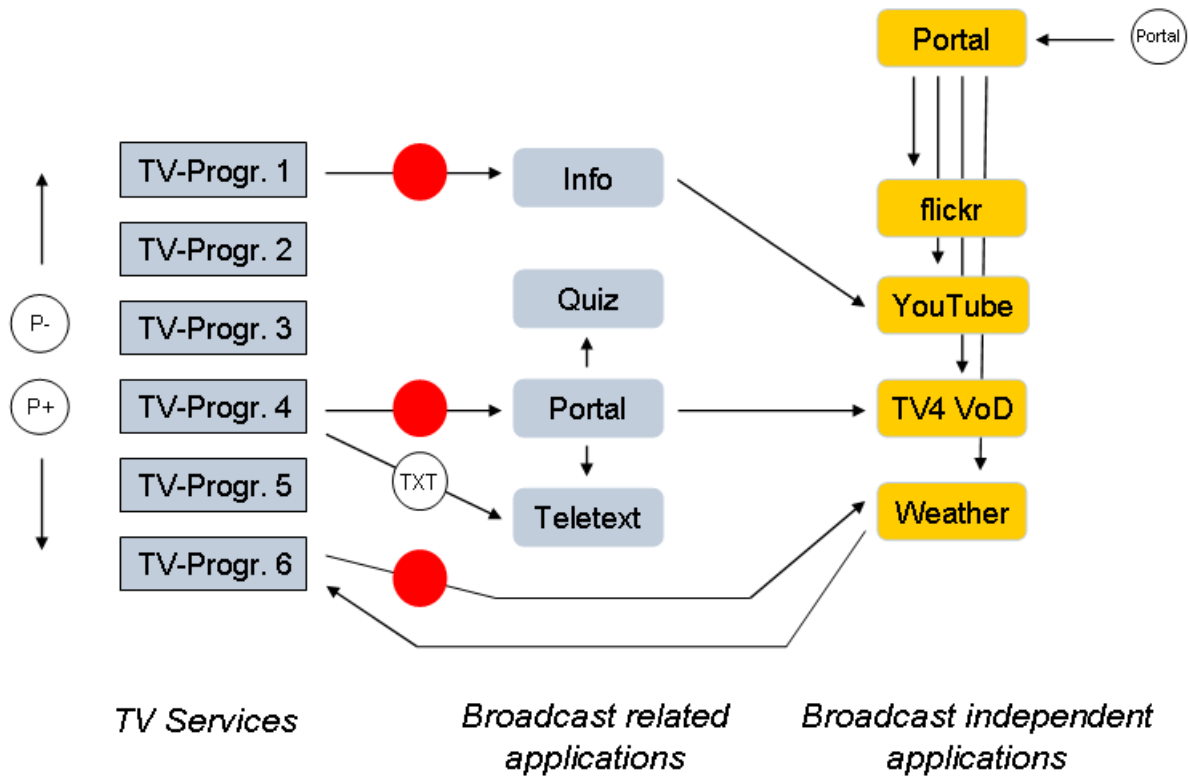 Portal
Portal
TV-Progr. 1
Info
flickr
TV-Progr. 2
Quiz
YouTube
P-
TV-Progr. 3
P+
TV-Progr. 4
Portal
TV4 VoD
TXT
TV-Progr. 5
Teletext
Weather
TV-Progr. 6
TV Services
Broadcast related
applications
Broadcast independent
applications